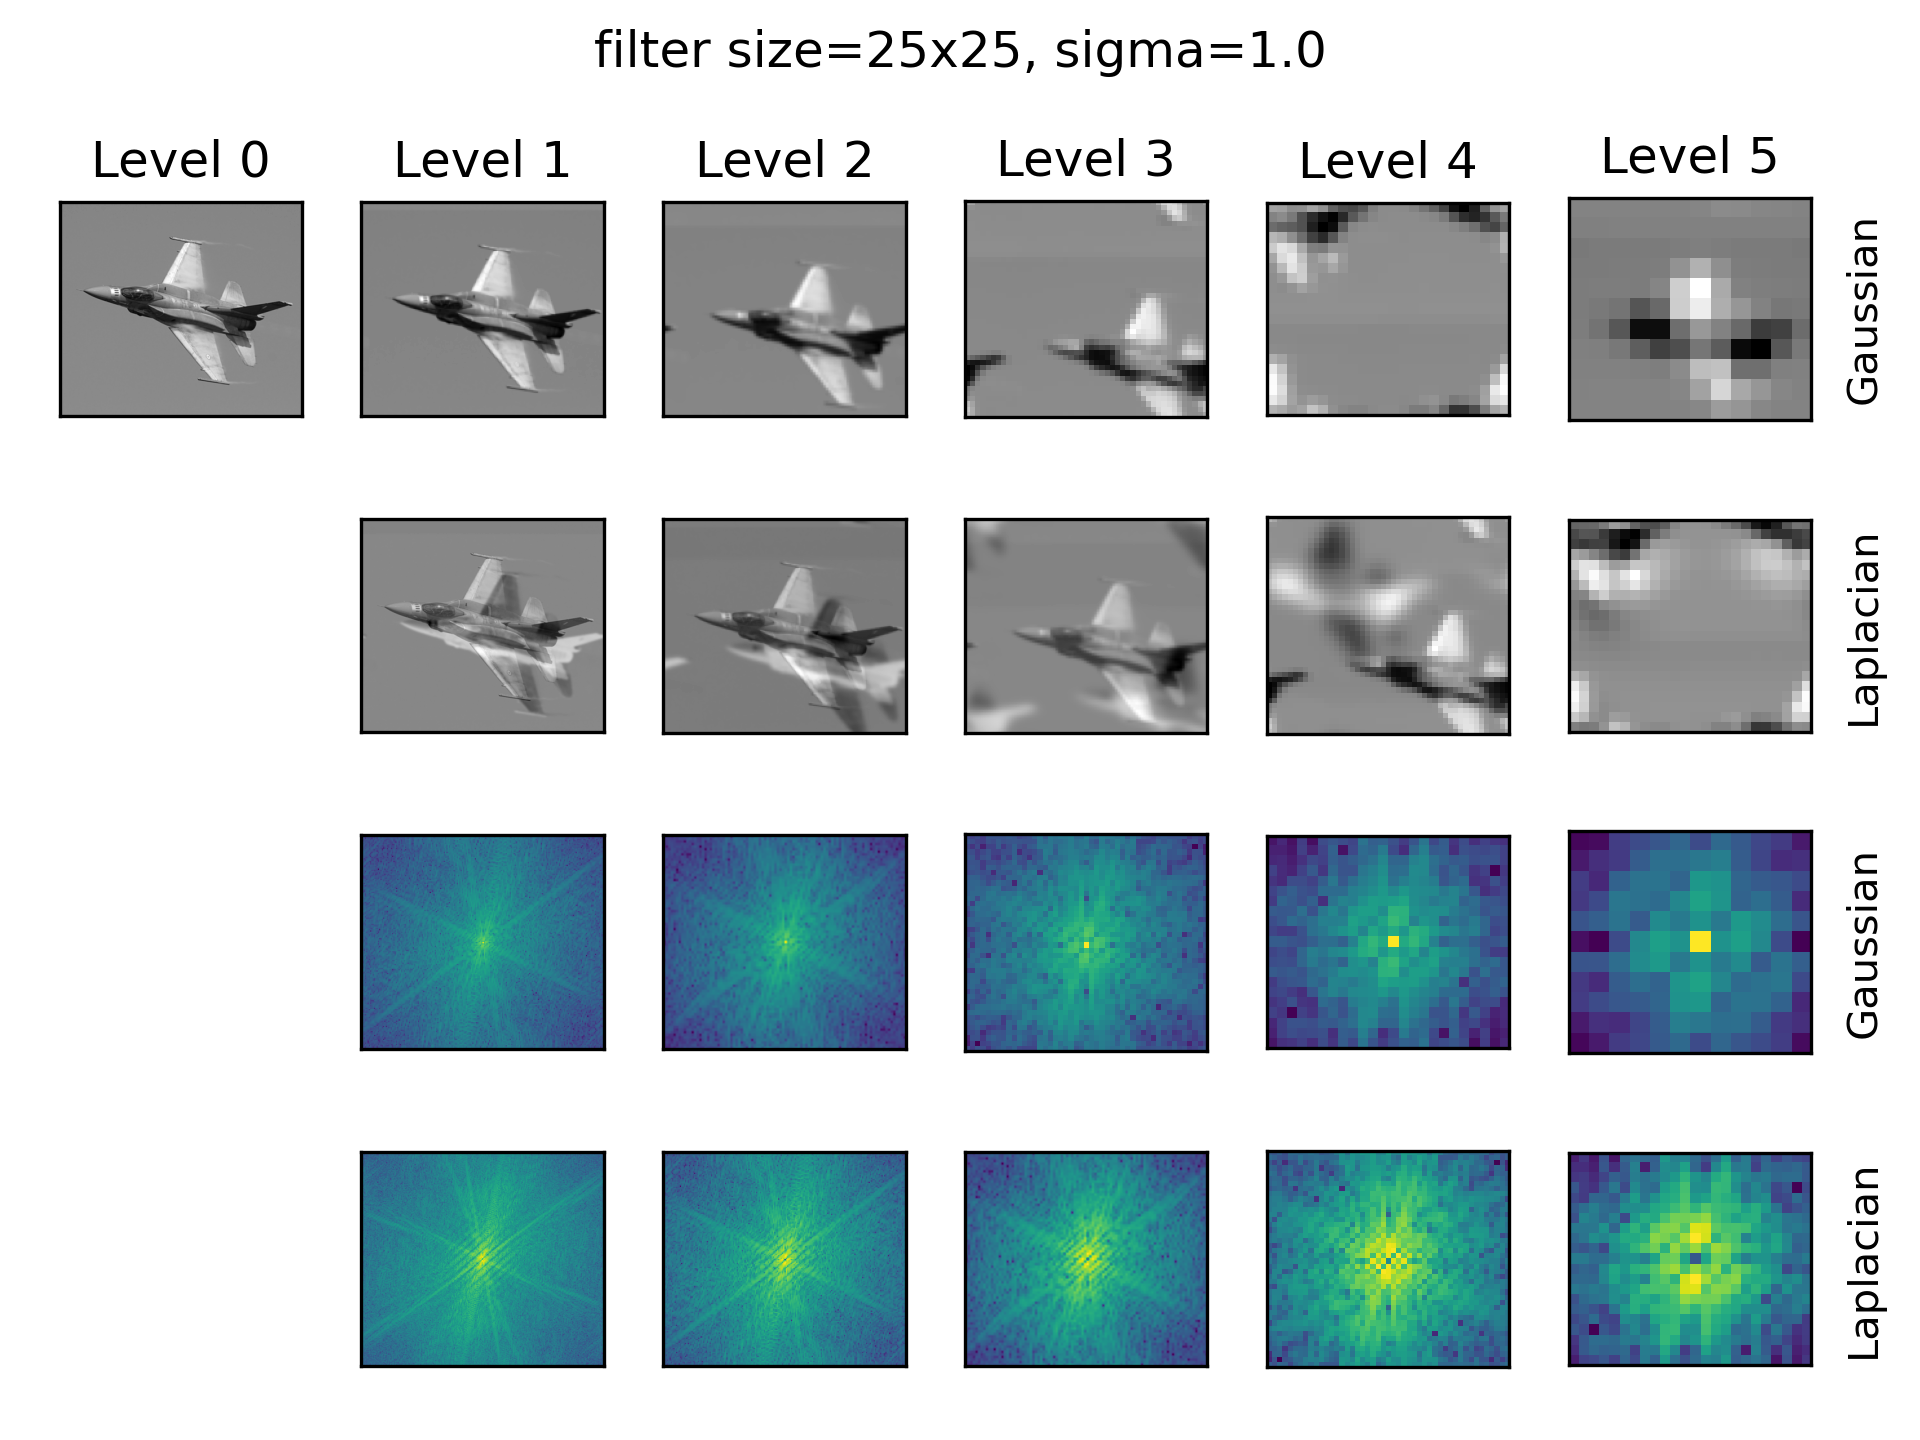 filter size=25x25, sigma=1.0
Level 0
Level 1
Level 2
Level 3
Level 4
Level 5
Gaussian
Laplacian
Gaussian
Laplacian